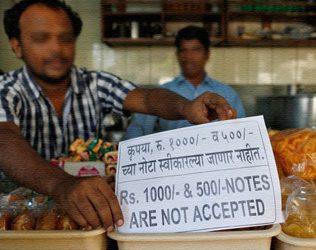 कृपया, रु. १०००/- व ५००/-
च्या नोटा स्वीकारल्या जाणार नाहीत.
Rs. 1000/- & 500/-NOTES
ARE NOT ACCEPTED